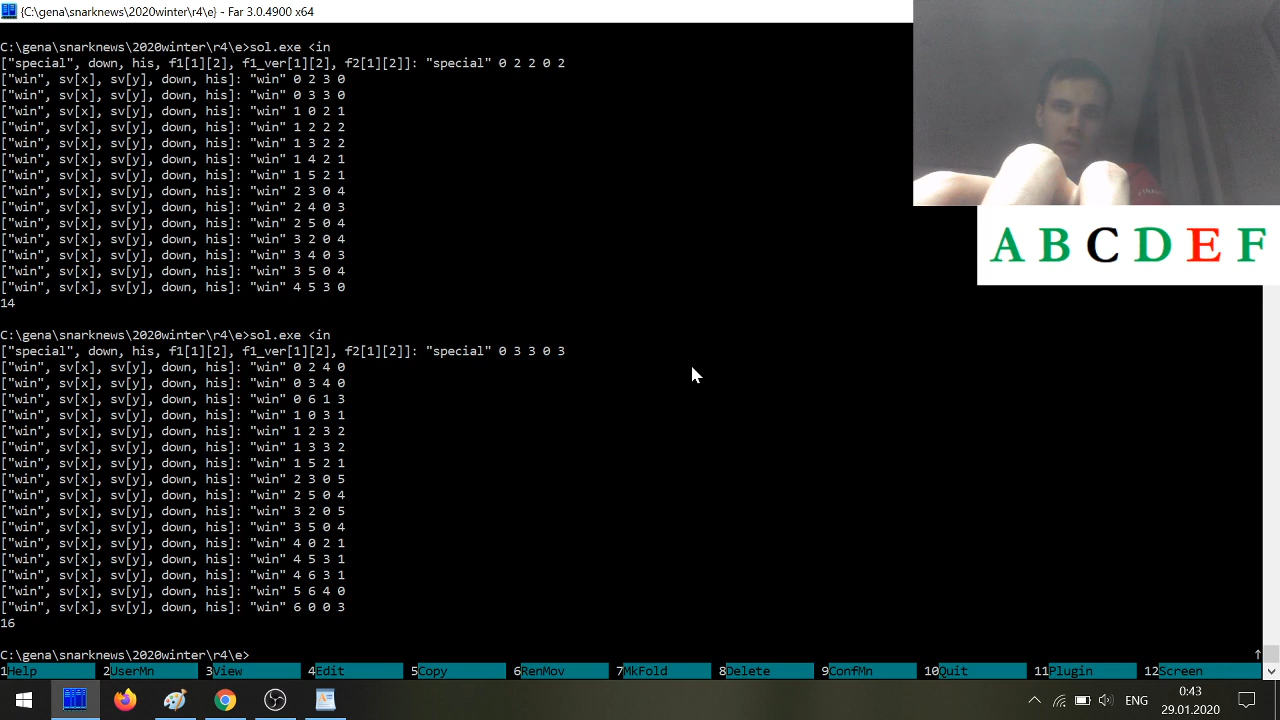 {C:\gena\snarknews\2020winter\r4\e} - Far 3.0.4900 x64
C:\gena\snarknews\2020winter\r4\e>sol.exe <in
["special", down, his, f1[1][2], f1_ver[1][2], f2[1][2]]: "special" 0 2 2 0 2
["win", sv[x], sv[y], down, his]: "win" 0 2 3 0
["win", sv[x], sv[y], down, his]: "win" 0 3 3 0
["win", sv[x], sv[y], down, his]: "win" 1 0 2 1
["win", sv[x], sv[y], down, his]: "win" 1 2 2 2
["win", sv[x], sv[y], down, his]: "win" 1 3 2 2
["win", sv[x], sv[y], down, his]: "win" 1 4 2 1
["win", sv[x], sv[y], down, his]: "win" 1 5 2 1
["win", sv[x], sv[y], down, his]: "win" 2 3 0 4
["win", sv[x], sv[y], down, his]: "win" 2 4 0 3
["win", sv[x], sv[y], down, his]: "win" 2 5 0 4
["win", sv[x], sv[y], down, his]: "win" 3 2 0 4
["win", sv[x], sv[y], down, his]: "win" 3 4 0 3
["win", sv[x], sv[y], down, his]: "win" 3 5 0 4
["win", sv[x], sv[y], down, his]: "win" 4 5 3 0
14
C:\gena\snarknews\2020winter\r4\e>sol.exe <in
["special", down, his, f1[1][2], f1_ver[1][2], f2[1][2]]: "special" 0 3 3 0 3
["win", sv[x], sv[y], down, his]: "win" 0 2 4 0
["win", sv[x], sv[y], down, his]: "win" 0 3 4 0
["win", sv[x], sv[y], down, his]: "win" 0 6 1 3
["win", sv[x], sv[y], down, his]: "win" 1 0 3 1
["win", sv[x], sv[y], down, his]: "win" 1 2 3 2
["win", sv[x], sv[y], down, his]: "win" 1 3 3 2
["win", sv[x], sv[y], down, his]: "win" 1 5 2 1
["win", sv[x], sv[y], down, his]: "win" 2 3 0 5
["win", sv[x], sv[y], down, his]: "win" 2 5 0 4
["win", sv[x], sv[y], down, his]: "win" 3 2 0 5
["win", sv[x], sv[y], down, his]: "win" 3 5 0 4
["win", sv[x], sv[y], down, his]: "win" 4 0 2 1
["win", sv[x], sv[y], down, his]: "win" 4 5 3 1
["win", sv[x], sv[y], down, his]: "win" 4 6 3 1
["win", sv[x], sv[y], down, his]: "win" 5 6 4 0
["win", sv[x], sv[y], down, his]: "win" 6 0 0 3
16
C:\gena\snarknews\2020winter\r4\e>
1Help 2UserMn 3View 4Edit 5Copy 6RenMov 7MkFold 8Delete 9ConfMn 10Quit 11Plugin 12Screen
A B C D E F
ENG
0:43
29.01.2020